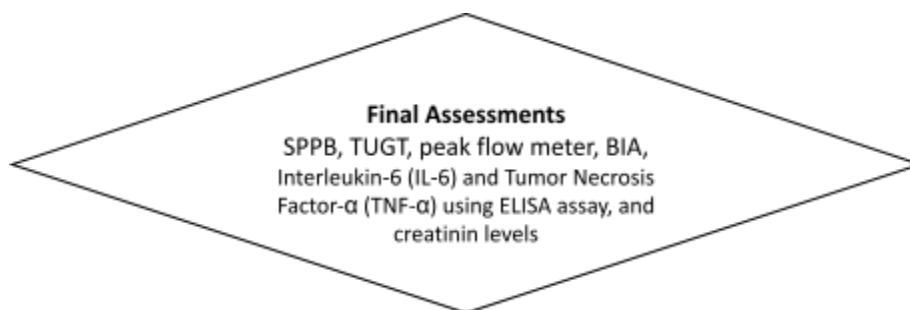 Final Assessments
SPPB, TUGT, peak flow meter, BIA,
Interleukin-6 (IL-6) and Tumor Necrosis
Factor-α (TNF-α) using ELISA assay, and
creatinin levels